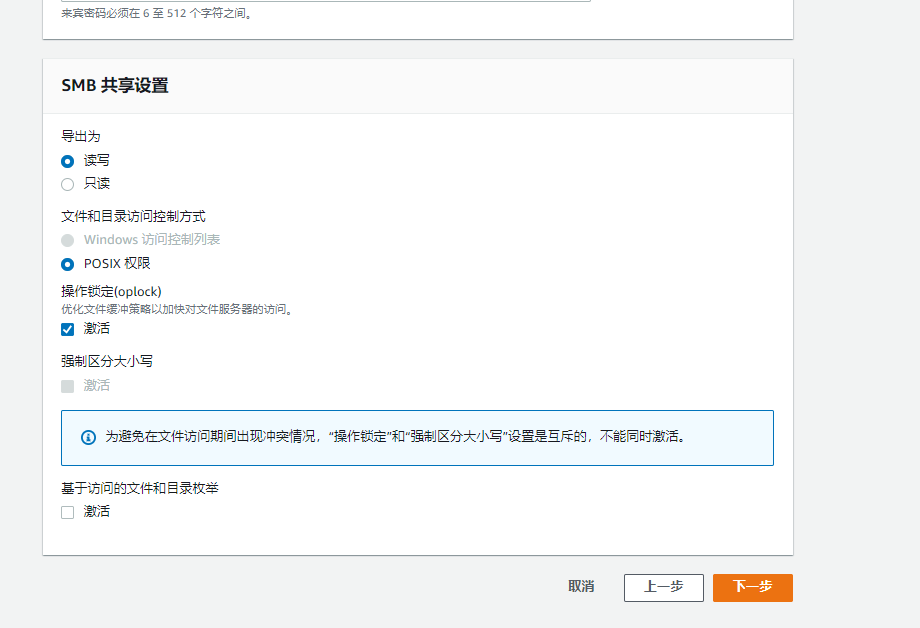 来宾密码必须在 6 至 512 个字符之间。
SMB 共享设置
导出为
读写
只读
文件和目录访问控制方式
Windows 访问控制列表
POSIX 权限
操作锁定(oplock)
优化文件缓冲策略以加快对文件服务器的访问。
激活
强制区分大小写
激活
为避免在文件访问期间出现冲突情况，“操作锁定”和“强制区分大小写”设置是互斥的，不能同时激活。
基于访问的文件和目录枚举
激活
取消
上一步
下一步